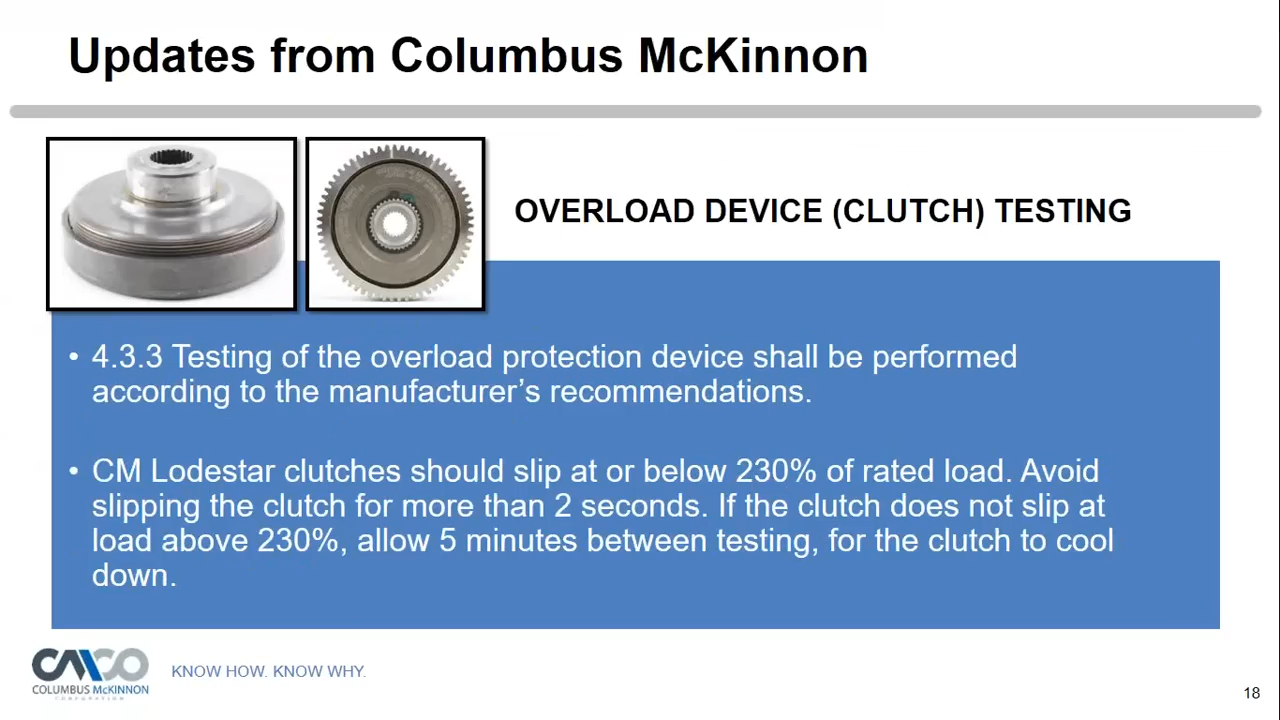 Updates from Columbus McKinnon
OVERLOAD DEVICE (CLUTCH) TESTING
• 4.3.3 Testing of the overload protection device shall be performed
according to the manufacturer’s recommendations.
• CM Lodestar clutches should slip at or below 230% of rated load. Avoid
slipping the clutch for more than 2 seconds. If the clutch does not slip at
load above 230%, allow 5 minutes between testing, for the clutch to cool
down.
CMCO
COLUMBUS McKINNON
CORPORATION
KNOW HOW. KNOW WHY.
18